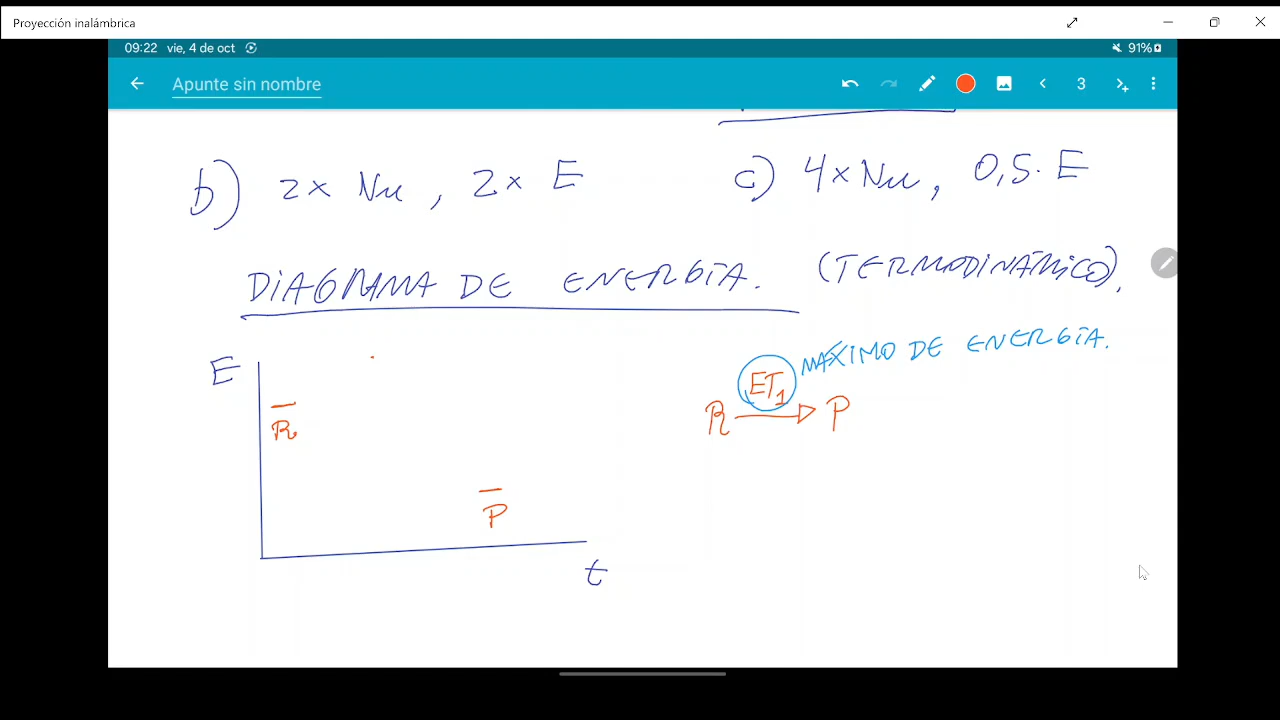 Proyección inalámbrica
09:22 vie, 4 de oct 91%
Apunte sin nombre 3
b) 2x Nu , 2x E c) 4x Nu, 0,5. E
DIAGRAMA DE ENERGÍA. (TERMODINÁMICO).
E
MÁXIMO DE ENERGÍA.
ET1
R R → P
P
t